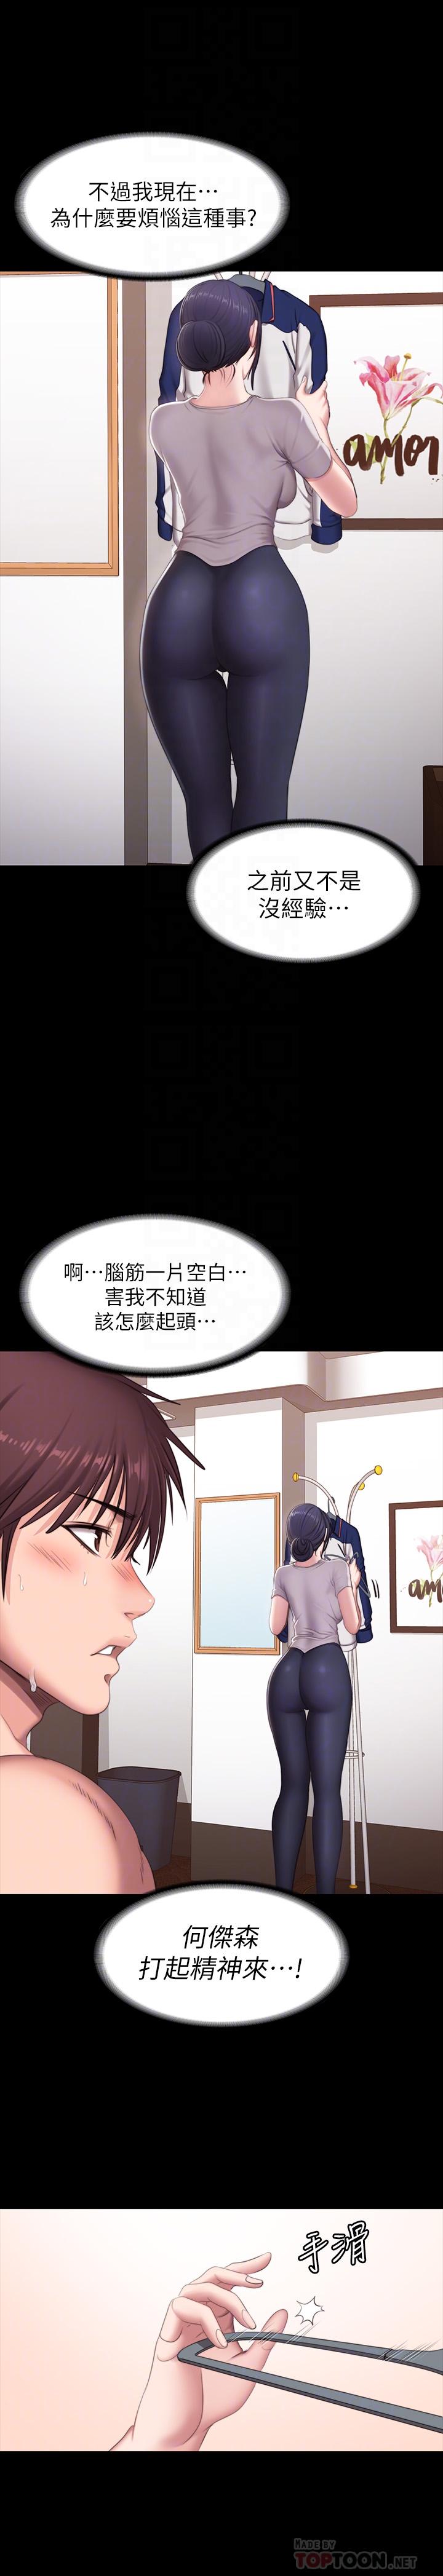 不過我現在⋯
為什麼要煩惱這種事?
amor
之前又不是
沒經驗⋯
啊⋯腦筋一片空白⋯
害我不知道
該怎麼起頭⋯
amo
何傑森
打起精神來⋯!
手滑
MADE BY
TOPTOON.NET